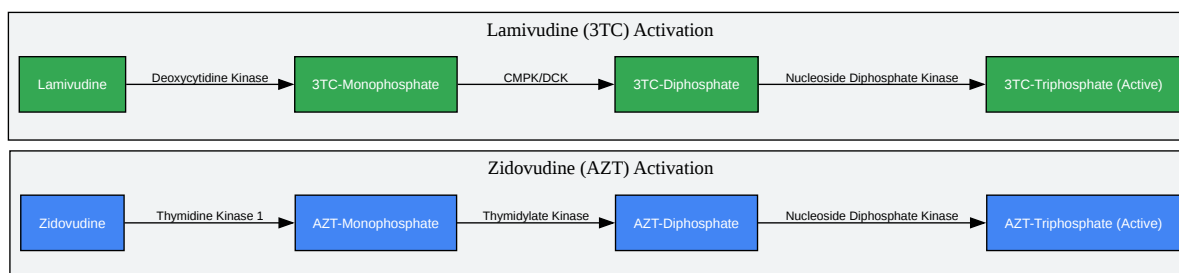 Lamivudine (3TC) Activation
Lamivudine
Deoxycytidine Kinase
3TC-Monophosphate
CMPK/DCK
3TC-Diphosphate
Nucleoside Diphosphate Kinase
3TC-Triphosphate (Active)
Zidovudine (AZT) Activation
Zidovudine
Thymidine Kinase 1
AZT-Monophosphate
Thymidylate Kinase
AZT-Diphosphate
Nucleoside Diphosphate Kinase
AZT-Triphosphate (Active)